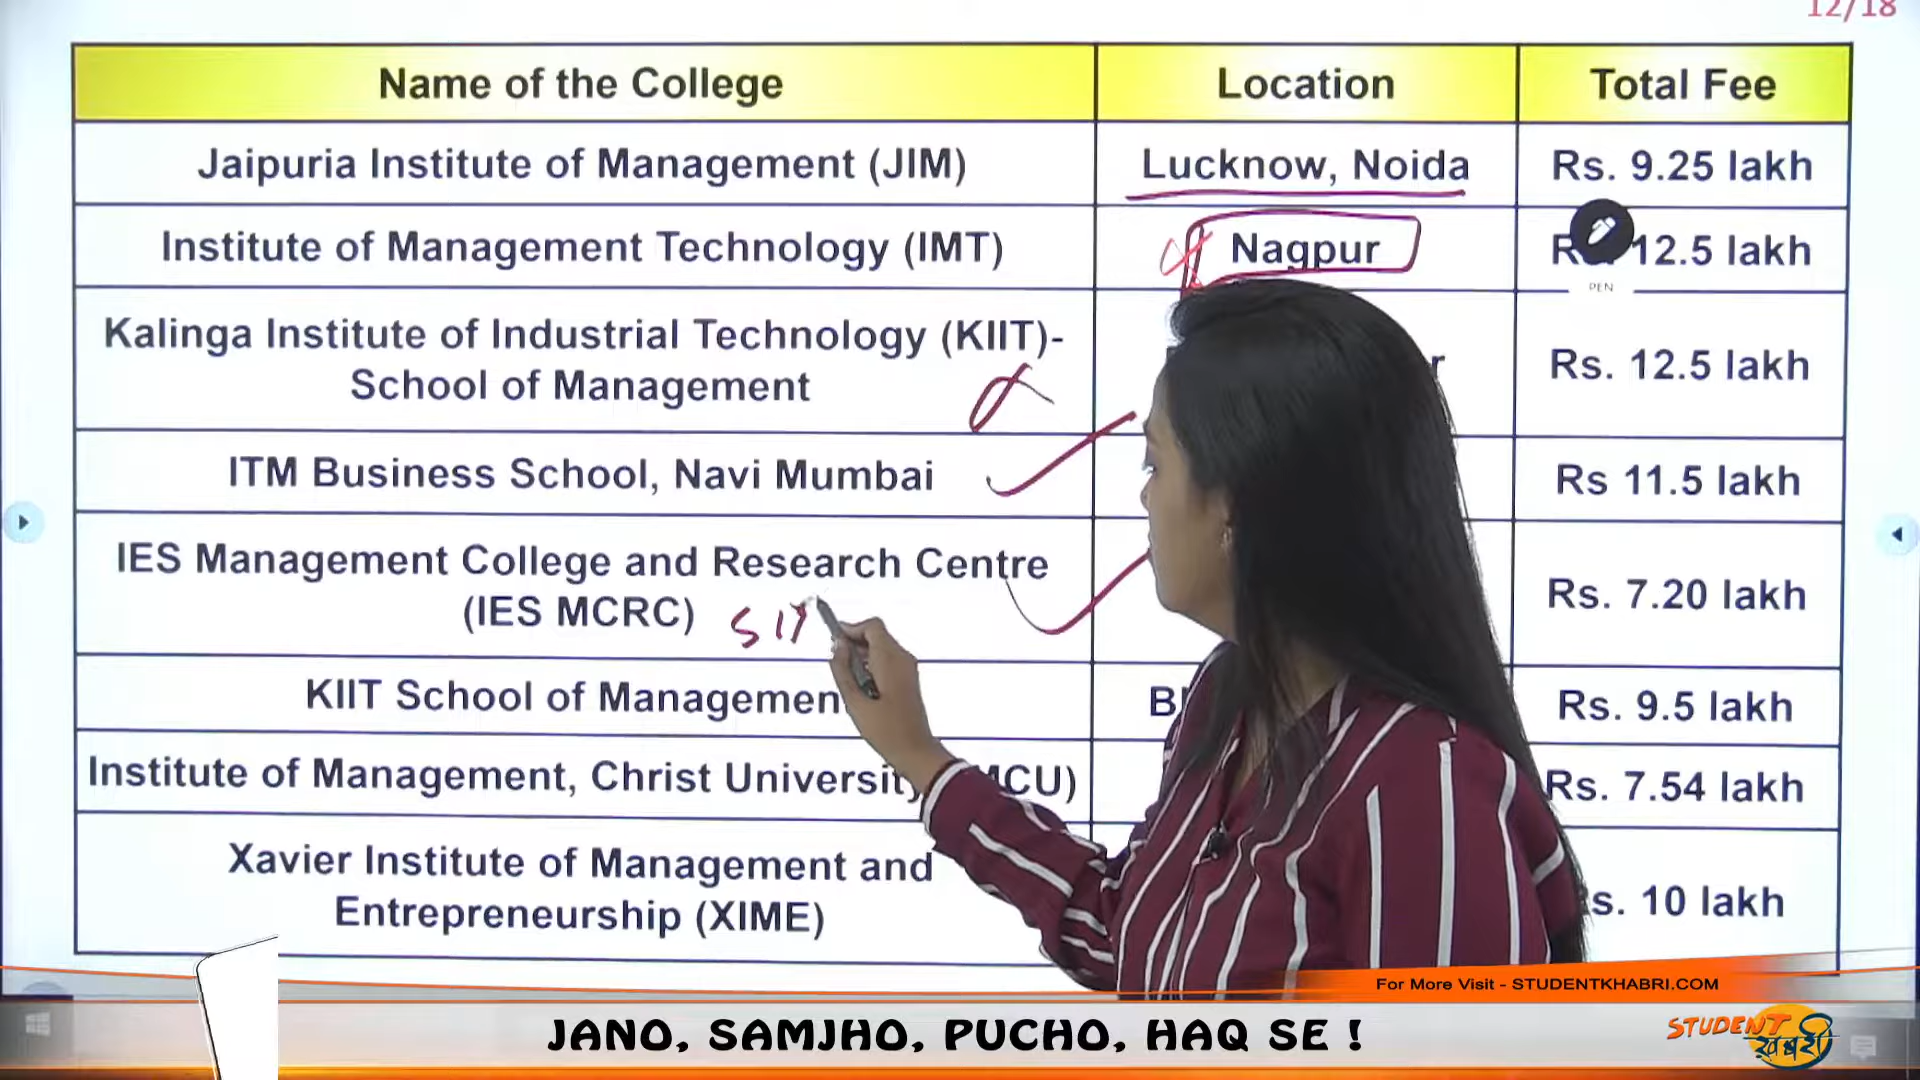 12/18
Name of the College Location Total Fee
Jaipuria Institute of Management (JIM) Lucknow, Noida Rs. 9.25 lakh
Institute of Management Technology (IMT) Nagpur 12.5 lakh
PEN
Kalinga Institute of Industrial Technology (KIIT)-
School of Management Rs. 12.5 lakh
ITM Business School, Navi Mumbai Rs 11.5 lakh
IES Management College and Research Centre
(IES MCRC) Rs. 7.20 lakh
KIIT School of Rs. 9.5 lakh
Institute of Management, Christ Rs. 7.54 lakh
Xavier Institute of Management and
Entrepreneurship (XIME) 10 lakh
For More Visit - STUDENTKHABRI.COM
JANO, SAMJHO, PUCHO, HAQ SE !
STUDENT
खबरी